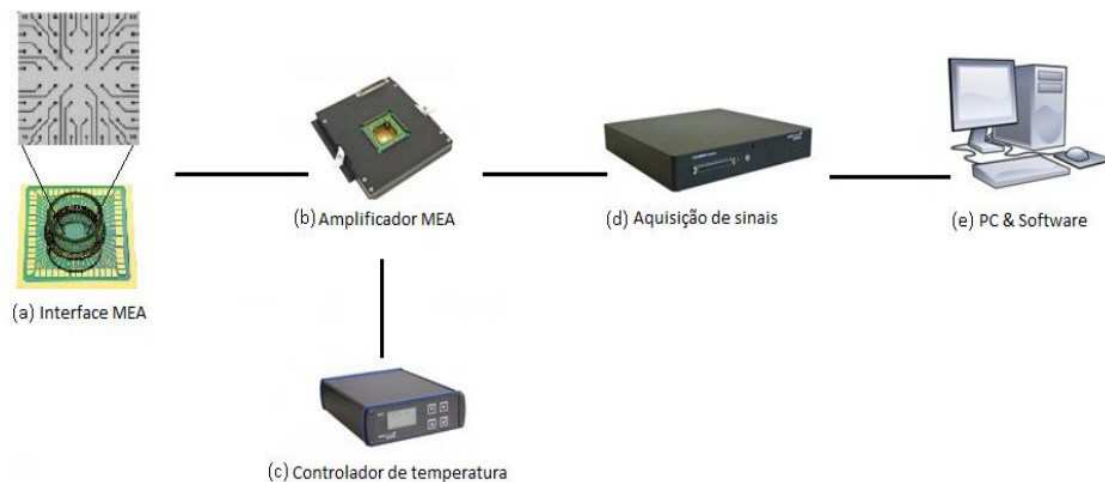 (b) Amplificador MEA
(d) Aquisição de sinais
(e) PC & Software
(a) Interface MEA
(c) Controlador de temperatura